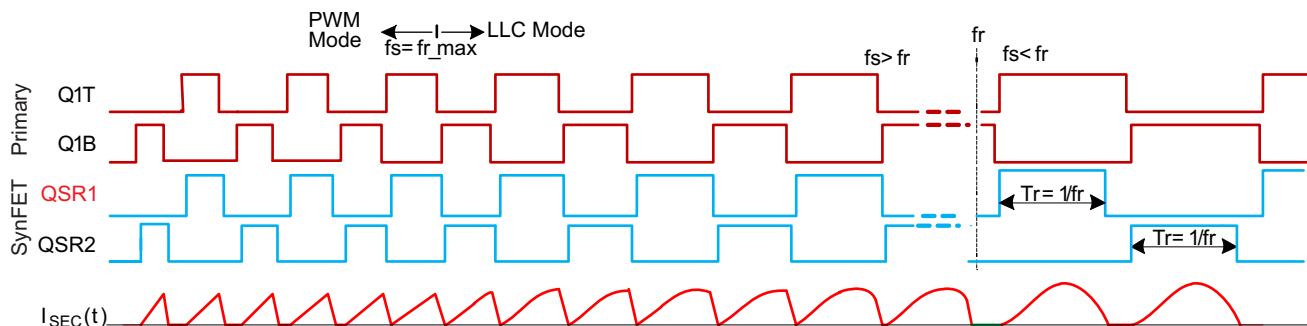 PWM Mode
LLC Mode
fs= fr_max
fr
fs> fr
fs< fr
Primary
Q1T
Q1B
SynFET
QSR1
Tr= 1/fr
QSR2
Tr= 1/fr
ISEC(t)